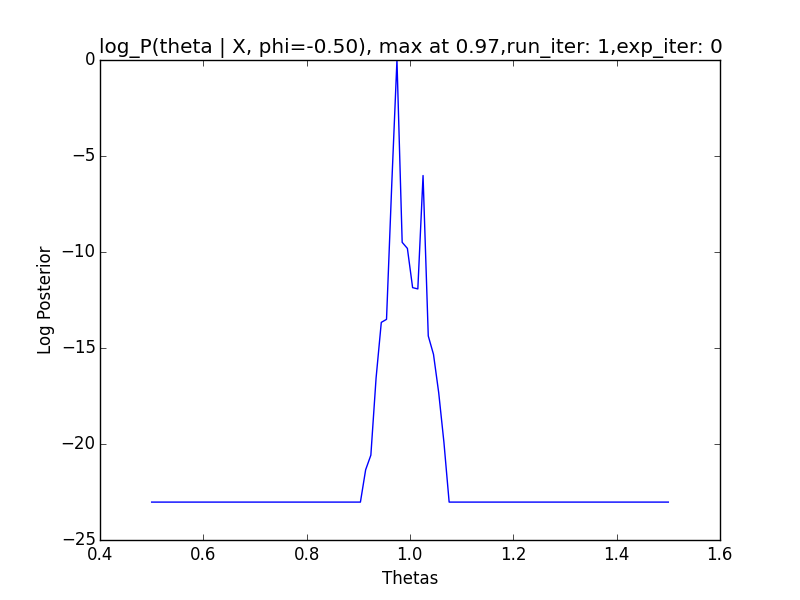 log_P(theta | X, phi=-0.50), max at 0.97,run_iter: 1,exp_iter: 0
0
−5
−10
−15
−20
−25
Log Posterior
0.4 0.6 0.8 1.0 1.2 1.4 1.6
Thetas